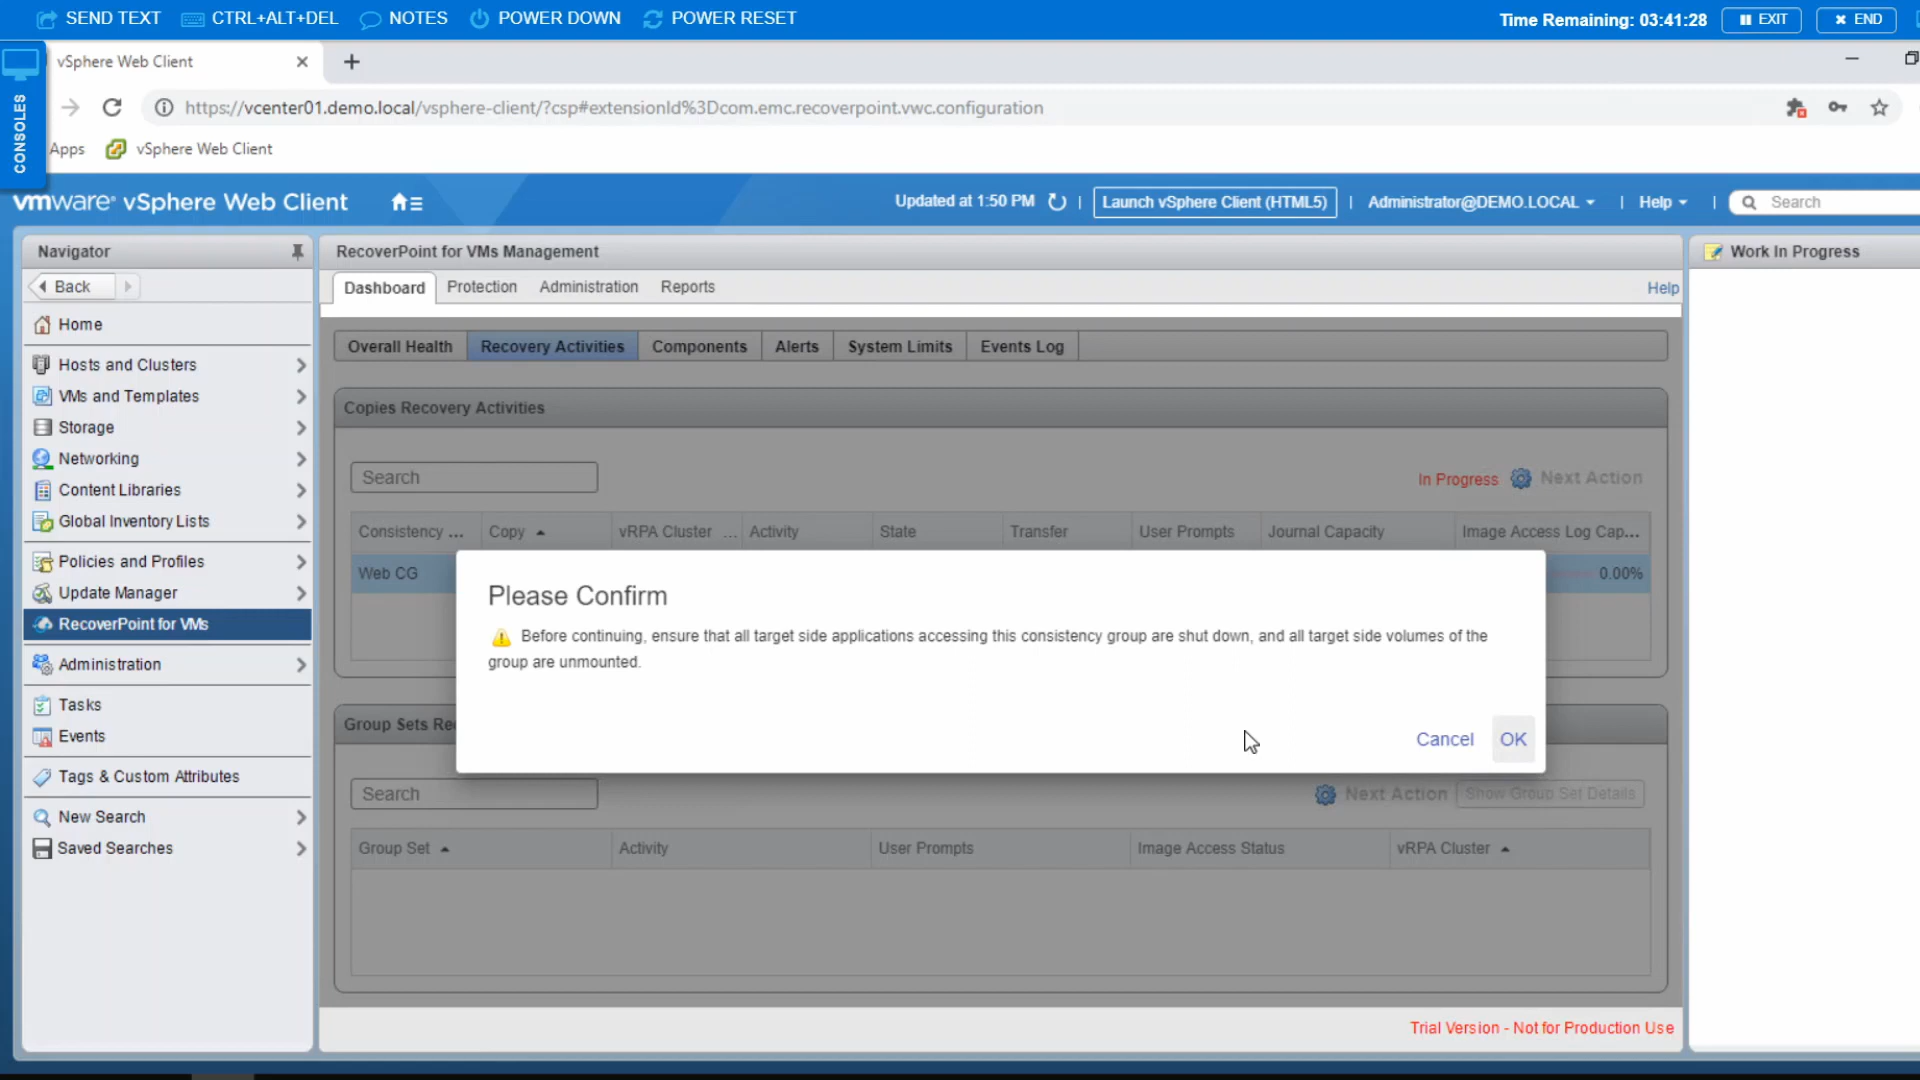 SEND TEXT CTRL+ALT+DEL NOTES POWER DOWN POWER RESET Time Remaining: 03:41:28 EXIT END
vSphere Web Client
https://vcenter01.demo.local/vsphere-client/?csp#extensionId%3Dcom.emc.recoverpoint.vwc.configuration
CONSOLES
Apps vSphere Web Client
vmware® vSphere Web Client Updated at 1:50 PM | Launch vSphere Client (HTML5) | Administrator@DEMO.LOCAL | Help | Search
Navigator
Back
Home
Hosts and Clusters
VMs and Templates
Storage
Networking
Content Libraries
Global Inventory Lists
Policies and Profiles
Update Manager
RecoverPoint for VMs
Administration
Tasks
Events
Tags & Custom Attributes
New Search
Saved Searches
RecoverPoint for VMs Management
Dashboard Protection Administration Reports Help
Overall Health Recovery Activities Components Alerts System Limits Events Log
Copies Recovery Activities
Search In Progress Next Action
Consistency ... Copy vRPA Cluster ... Activity State Transfer User Prompts Journal Capacity Image Access Log Cap...
Web CG 0.00%
Please Confirm
Before continuing, ensure that all target side applications accessing this consistency group are shut down, and all target side volumes of the
group are unmounted.
Cancel OK
Group Sets Re
Search Next Action Show Group Set Details
Group Set Activity User Prompts Image Access Status vRPA Cluster
Trial Version - Not for Production Use
Work In Progress